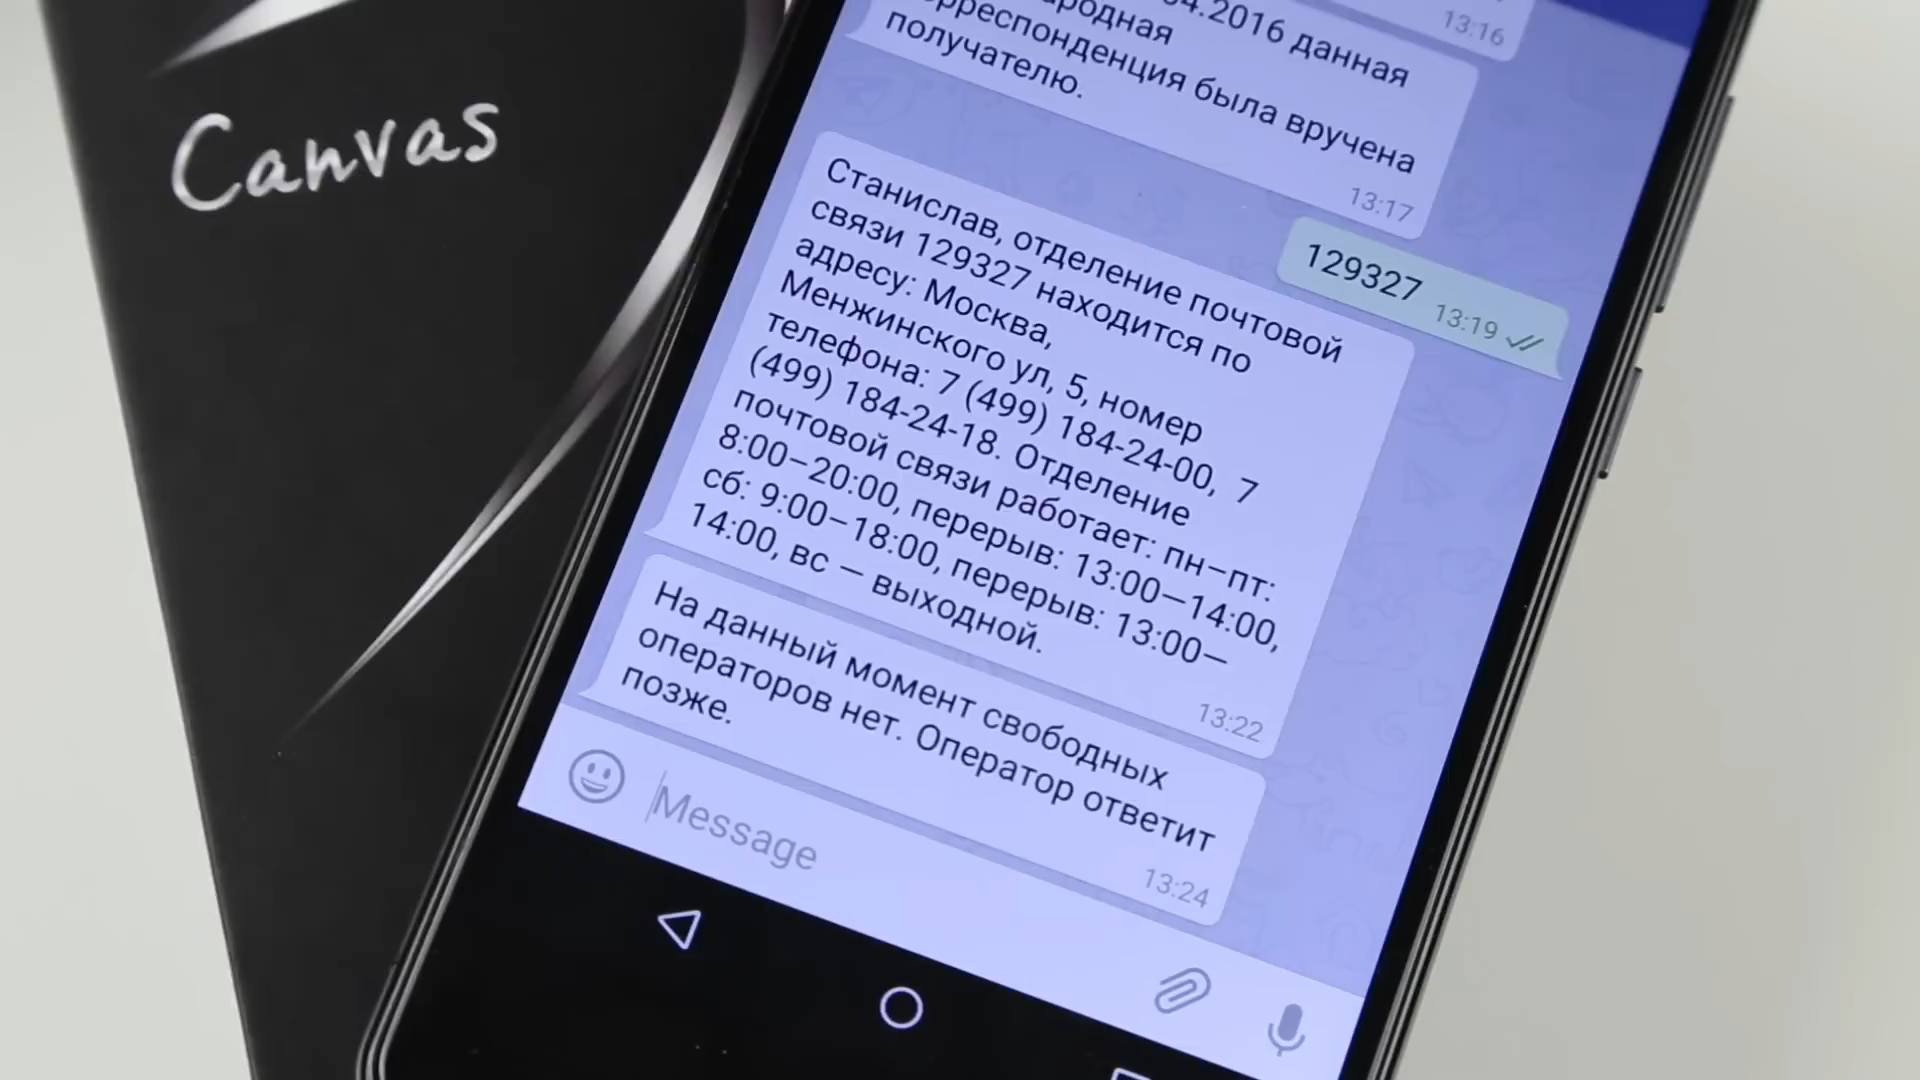 Canvas
13:16
.2016 данная
корреспонденция была вручена
получателю.
13:17
129327
13:19
Станислав, отделение почтовой
связи 129327 находится по
адресу: Москва,
Менжинского ул, 5, номер
телефона: 7 (499) 184-24-00, 7
(499) 184-24-18. Отделение
почтовой связи работает: пн–пт:
8:00–20:00, перерыв: 13:00–14:00,
сб: 9:00–18:00, перерыв: 13:00–
14:00, вс – выходной.
13:22
На данный момент свободных
операторов нет. Оператор ответит
позже.
13:24
Message